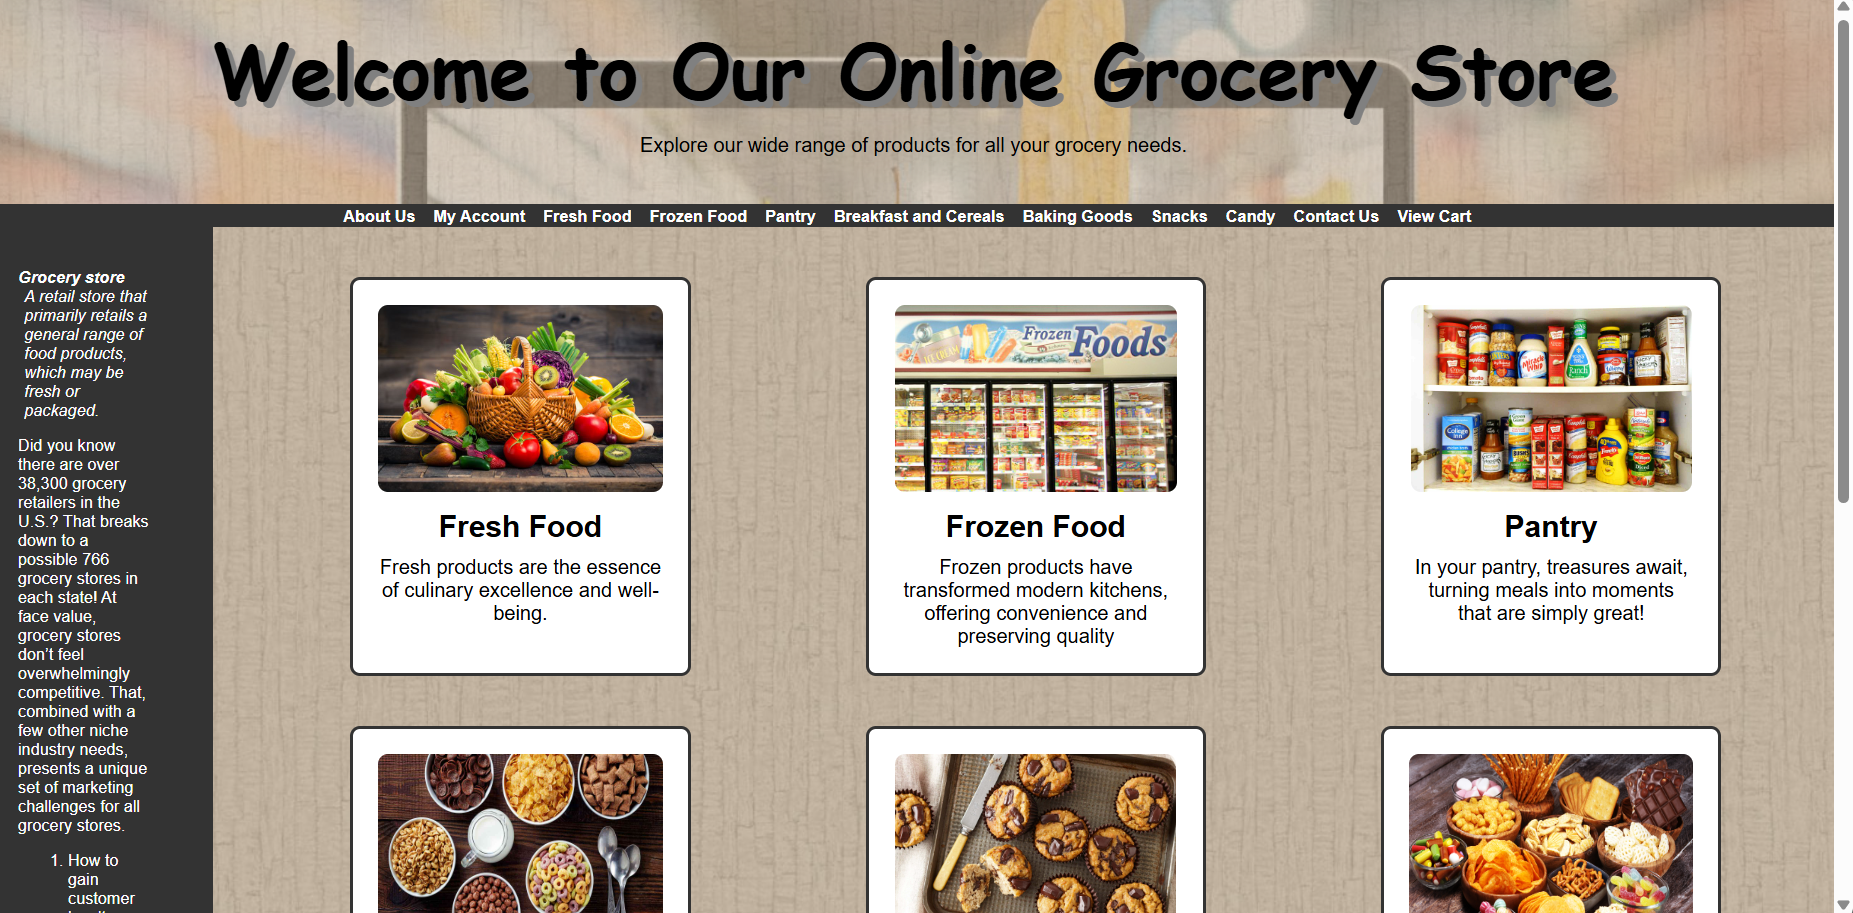 Welcome to Our Online Grocery Store
Explore our wide range of products for all your grocery needs.
About Us My Account Fresh Food Frozen Food Pantry Breakfast and Cereals Baking Goods Snacks Candy Contact Us View Cart
Grocery store
A retail store that
primarily retails a
general range of
food products,
which may be
fresh or
packaged.
Did you know
there are over
38,300 grocery
retailers in the
U.S.? That breaks
down to a
possible 766
grocery stores in
each state! At
face value,
grocery stores
don’t feel
overwhelmingly
competitive. That,
combined with a
few other niche
industry needs,
presents a unique
set of marketing
challenges for all
grocery stores.
1. How to
gain
customer
Frozen
Foods
ICE CREAM
Fresh Food
Fresh products are the essence
of culinary excellence and well-
being.
Frozen Food
Frozen products have
transformed modern kitchens,
offering convenience and
preserving quality
Miracle
Whip
Ranch
College
Inn
BUSH'S
Pantry
In your pantry, treasures await,
turning meals into moments
that are simply great!